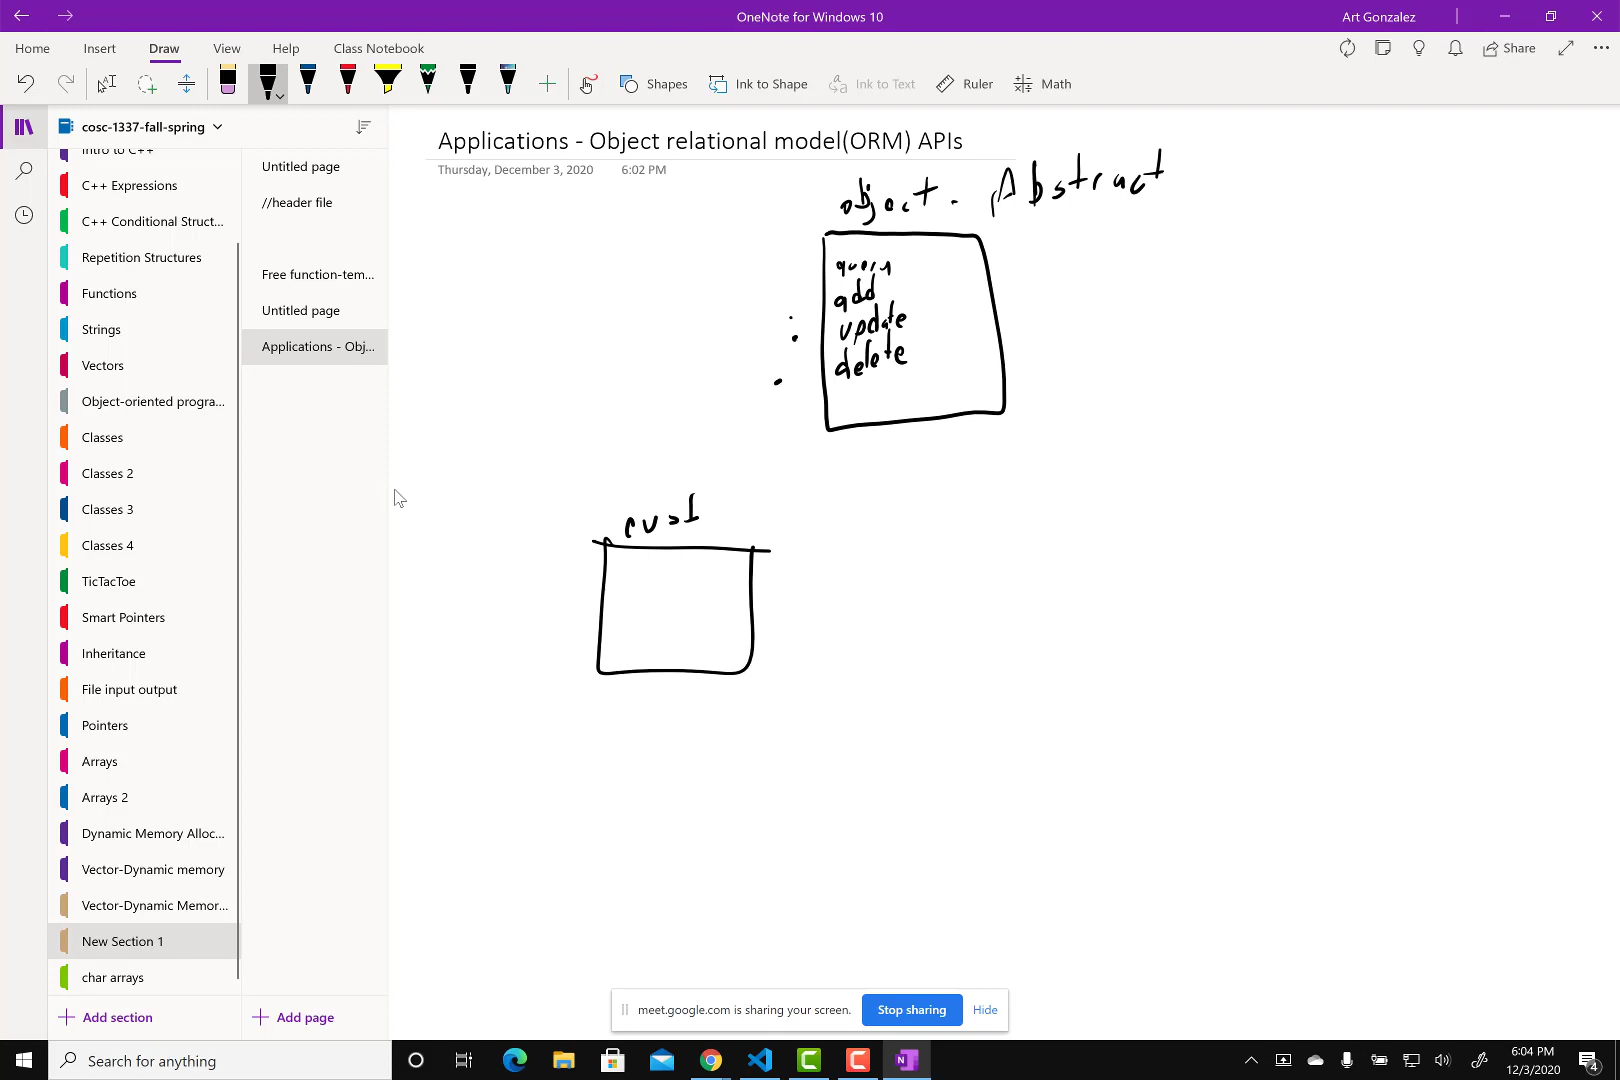 OneNote for Windows 10
Art Gonzalez
Home Insert Draw View Help Class Notebook
Share
Shapes Ink to Shape Ink to Text Ruler Math
cosc-1337-fall-spring
Intro to C++
C++ Expressions
C++ Conditional Struct...
Repetition Structures
Functions
Strings
Vectors
Object-oriented progra...
Classes
Classes 2
Classes 3
Classes 4
TicTacToe
Smart Pointers
Inheritance
File input output
Pointers
Arrays
Arrays 2
Dynamic Memory Alloc...
Vector-Dynamic memory
Vector-Dynamic Memor...
New Section 1
char arrays
Add section
Untitled page
//header file
Free function-tem...
Untitled page
Applications - Obj...
Add page
Applications - Object relational model(ORM) APIs
Thursday, December 3, 2020 6:02 PM
object - Abstract
query
add
update
delete
meet.google.com is sharing your screen. Stop sharing Hide
Search for anything
6:04 PM
12/3/2020
4